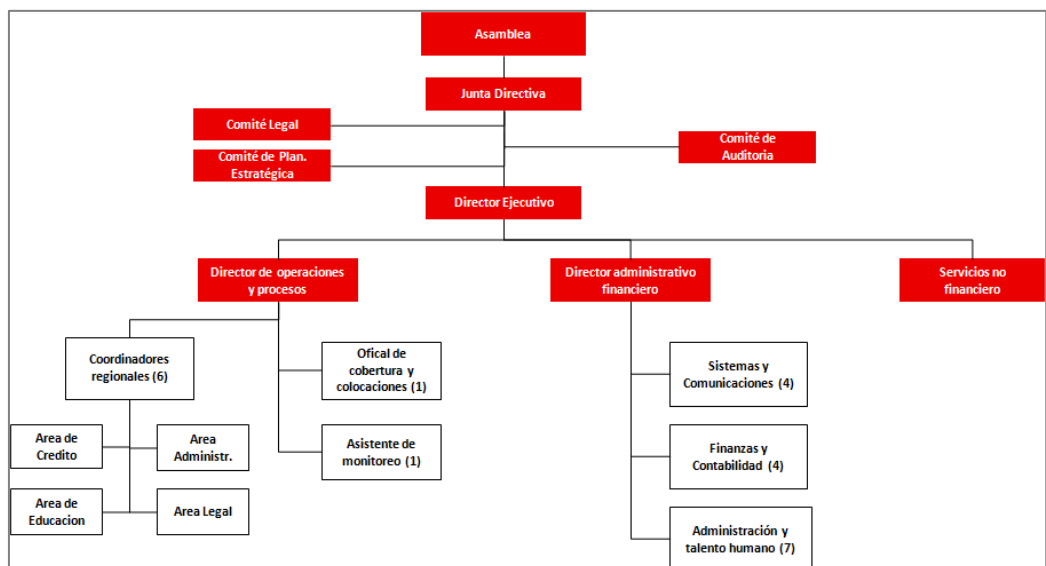 Asamblea
Junta Directiva
Comité Legal
Comité de Plan.
Estratégica
Comité de
Auditoria
Director Ejecutivo
Director de operaciones
y procesos
Director administrativo
financiero
Servicios no
financiero
Coordinadores
regionales (6)
Ofical de
cobertura y
colocaciones (1)
Sistemas y
Comunicaciones (4)
Area de
Credito
Area
Administr.
Asistente de
monitoreo (1)
Finanzas y
Contabilidad (4)
Area de
Educacion
Area Legal
Administración y
talento humano (7)